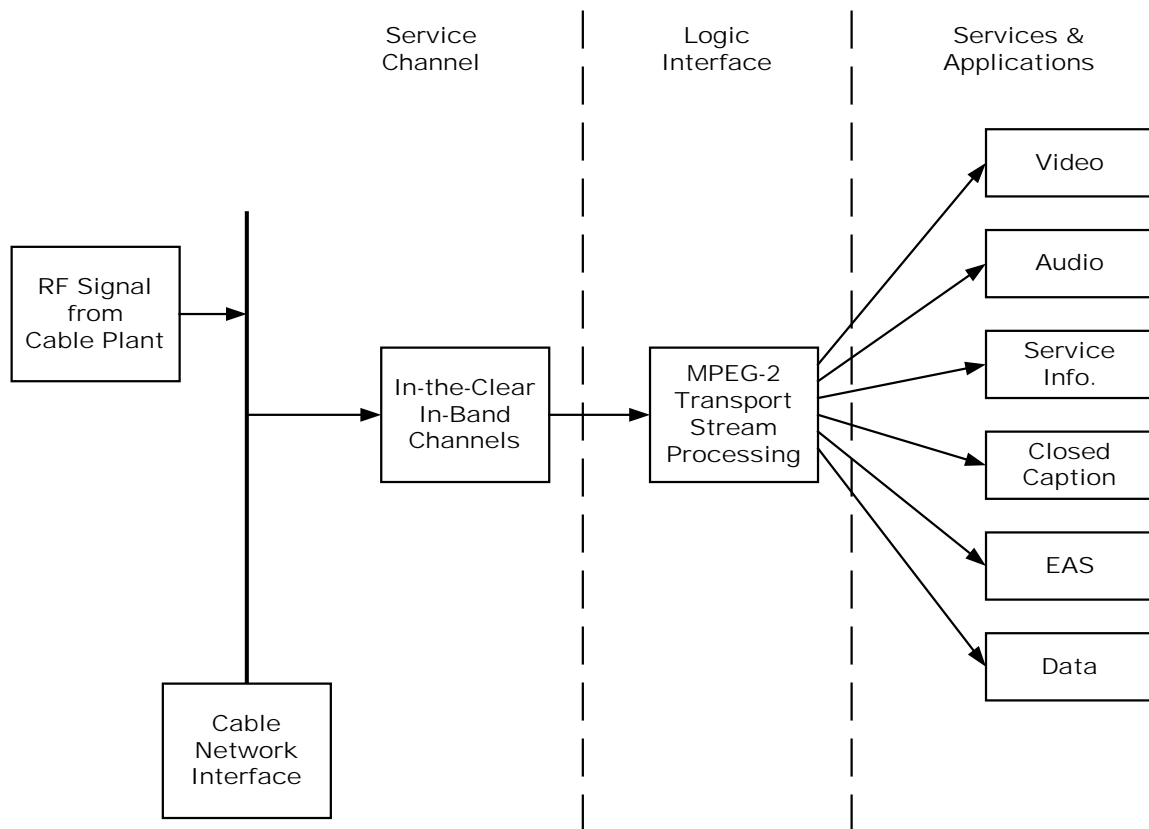 Service
Channel
Logic
Interface
Services &
Applications
Video
Audio
RF Signal
from
Cable Plant
In-the-Clear
In-Band
Channels
MPEG-2
Transport
Stream
Processing
Service
Info.
Closed
Caption
EAS
Data
Cable
Network
Interface